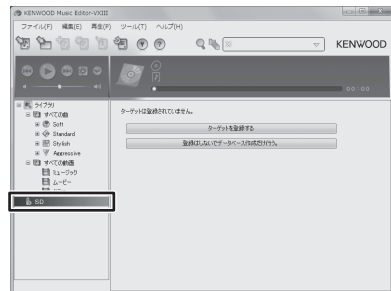 KENWOOD Music Editor-VXIII
ファイル(F) 編集(E) 再生(P) ツール(T) ヘルプ(H)
KENWOOD
00:00
ライブラリ
すべての曲
Soft
Standard
Stylish
Aggressive
すべての動画
ミュージック
ムービー
SD
ターゲットは登録されていません。
ターゲットを登録する
登録はしないでデータベース作成だけ行う。